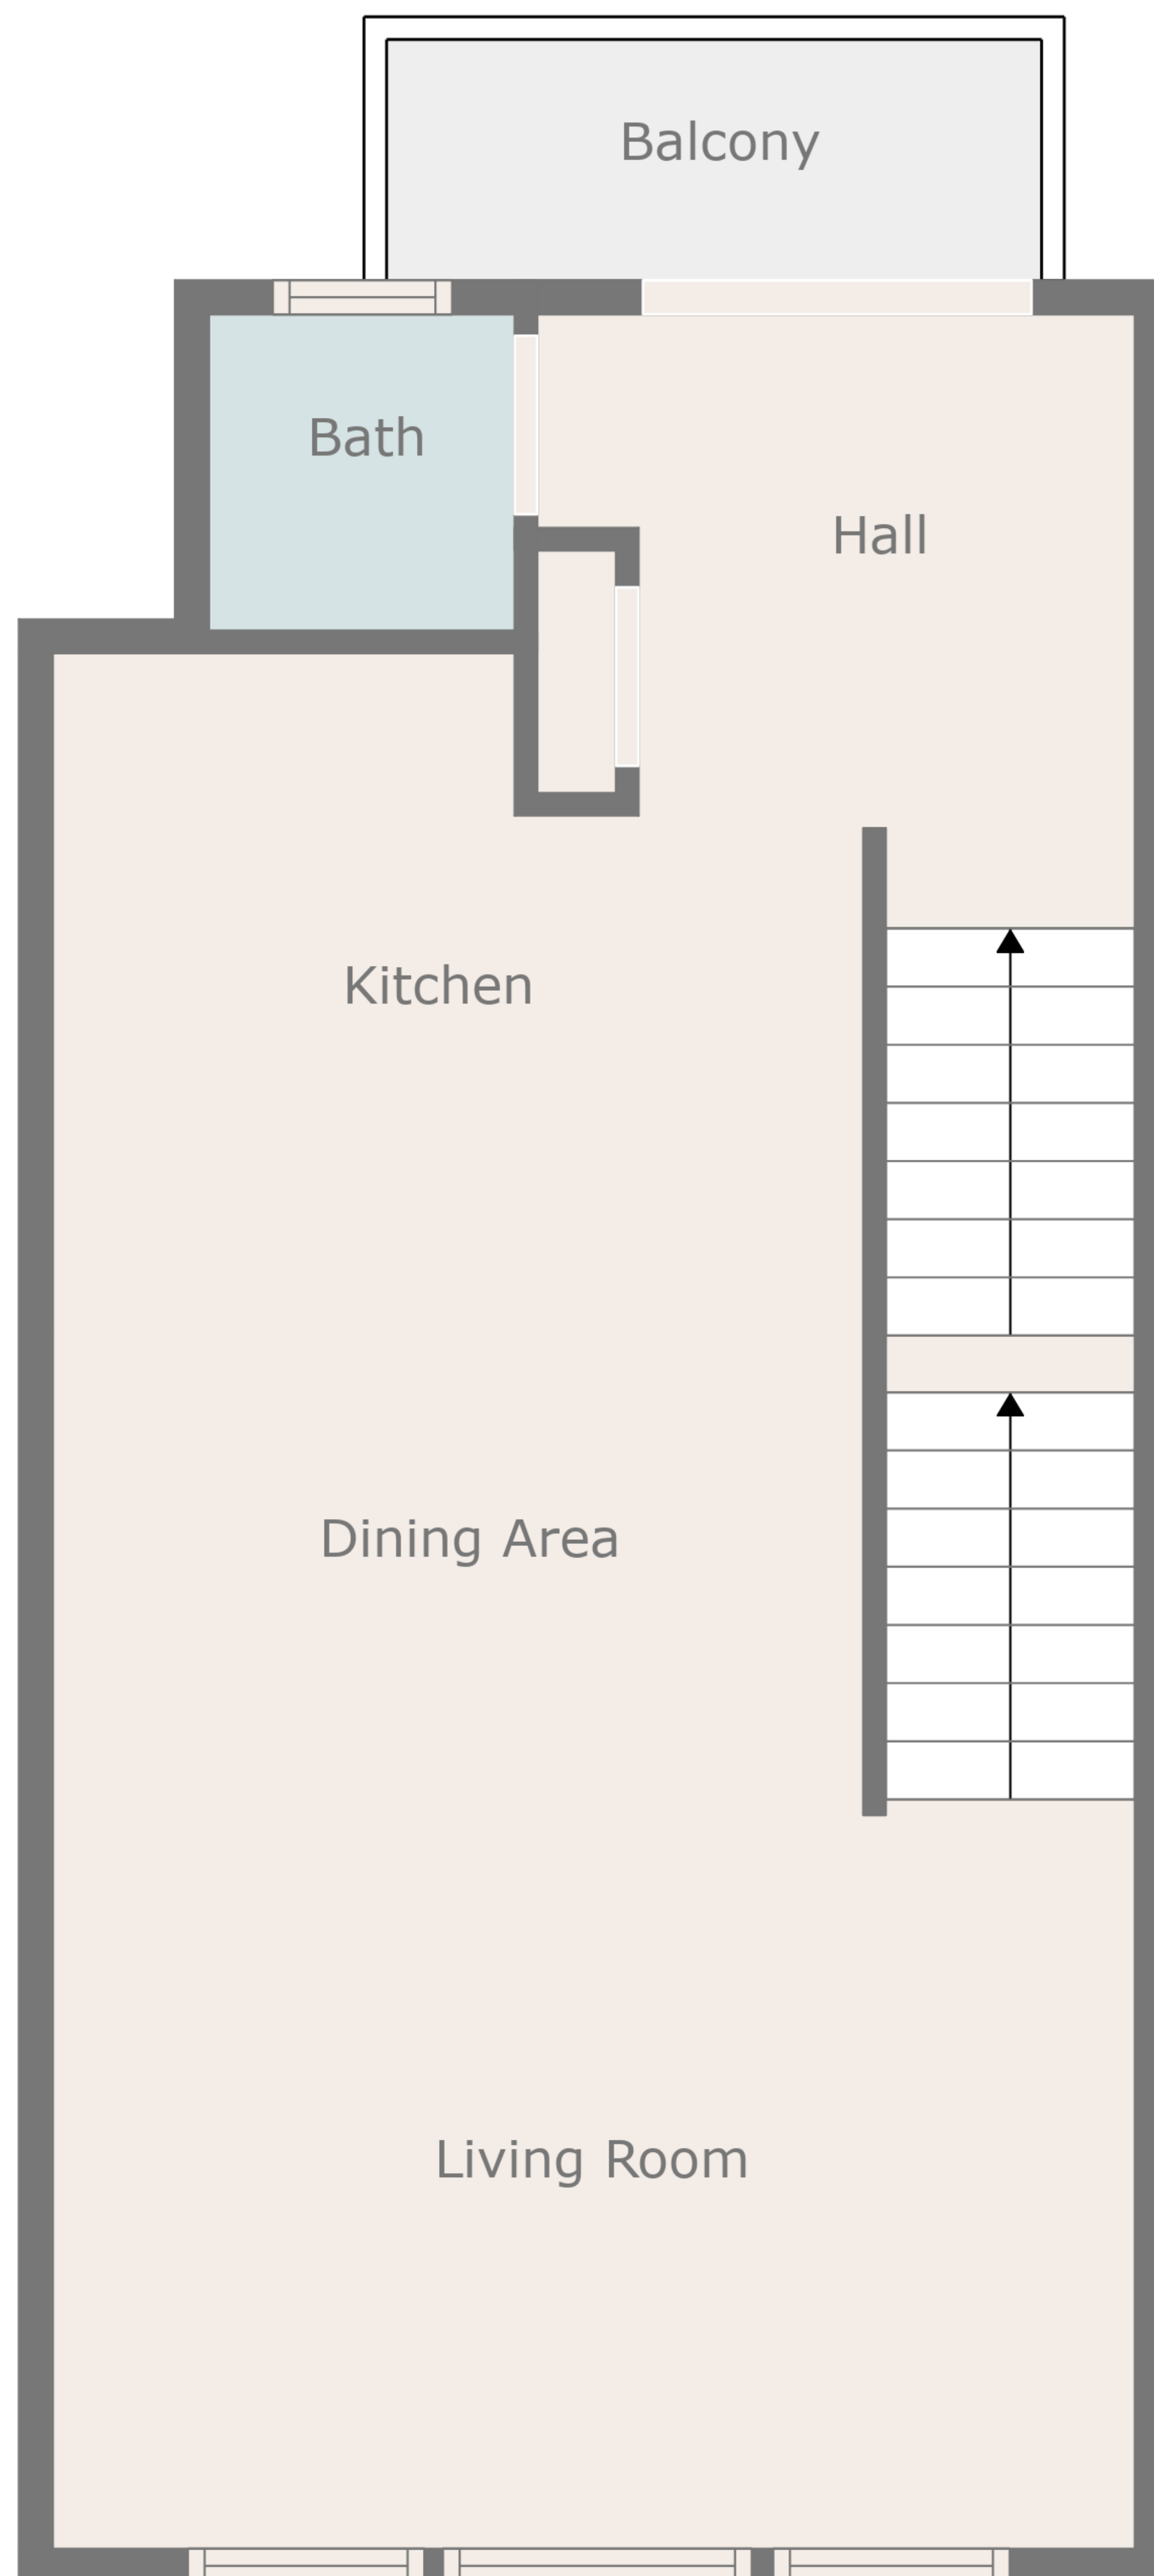 Balcony
Bath
Hall
Kitchen
Dining Area
Living Room